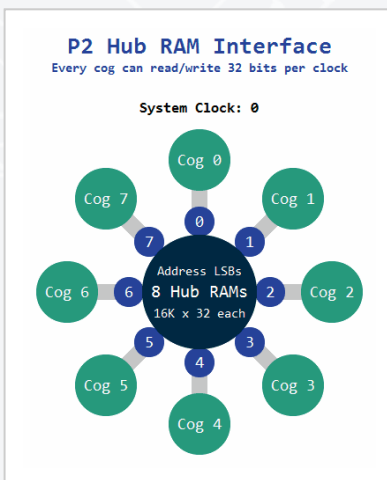 P2 Hub RAM Interface
Every cog can read/write 32 bits per clock
System Clock: 0
Cog 0
Cog 7
Cog 1
0
7
1
Address LSBs
Cog 6
6
8 Hub RAMs
2
Cog 2
16K x 32 each
5
3
4
Cog 5
Cog 3
Cog 4